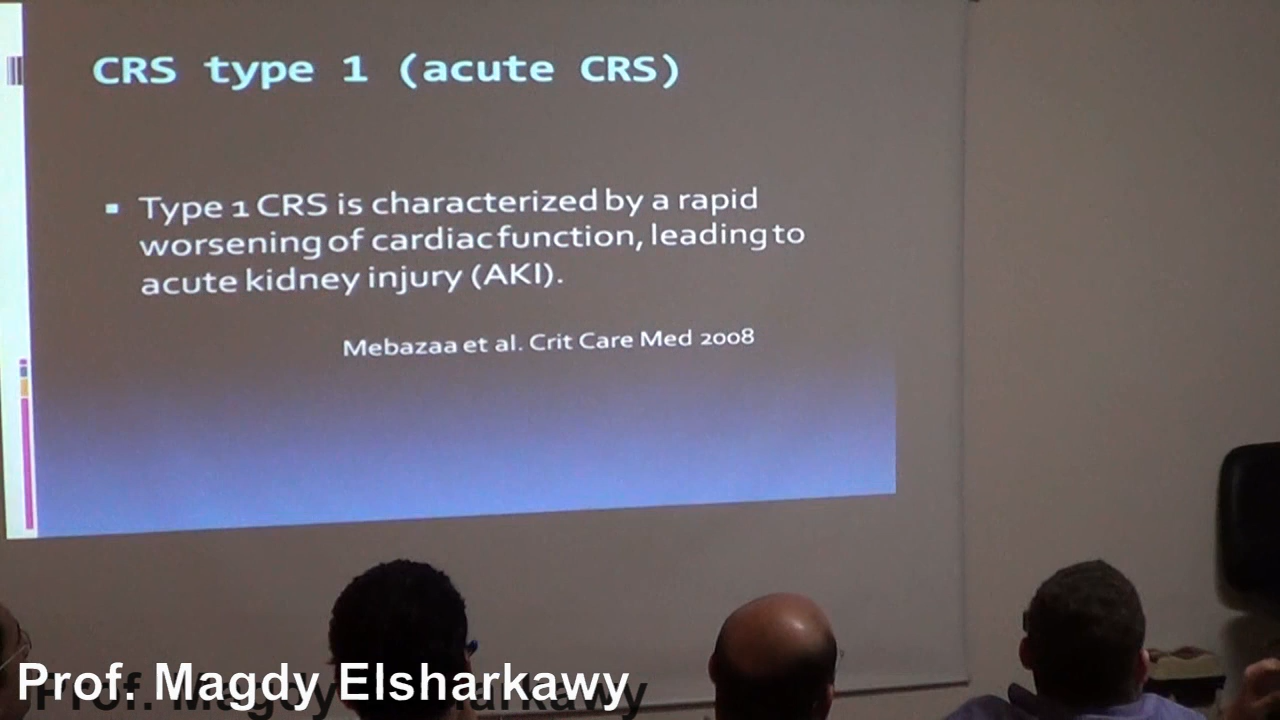 CRS type 1 (acute CRS)
▪ Type 1 CRS is characterized by a rapid
worsening of cardiac function, leading to
acute kidney injury (AKI).
Mebazaa et al. Crit Care Med 2008
Prof. Magdy Elsharkawy